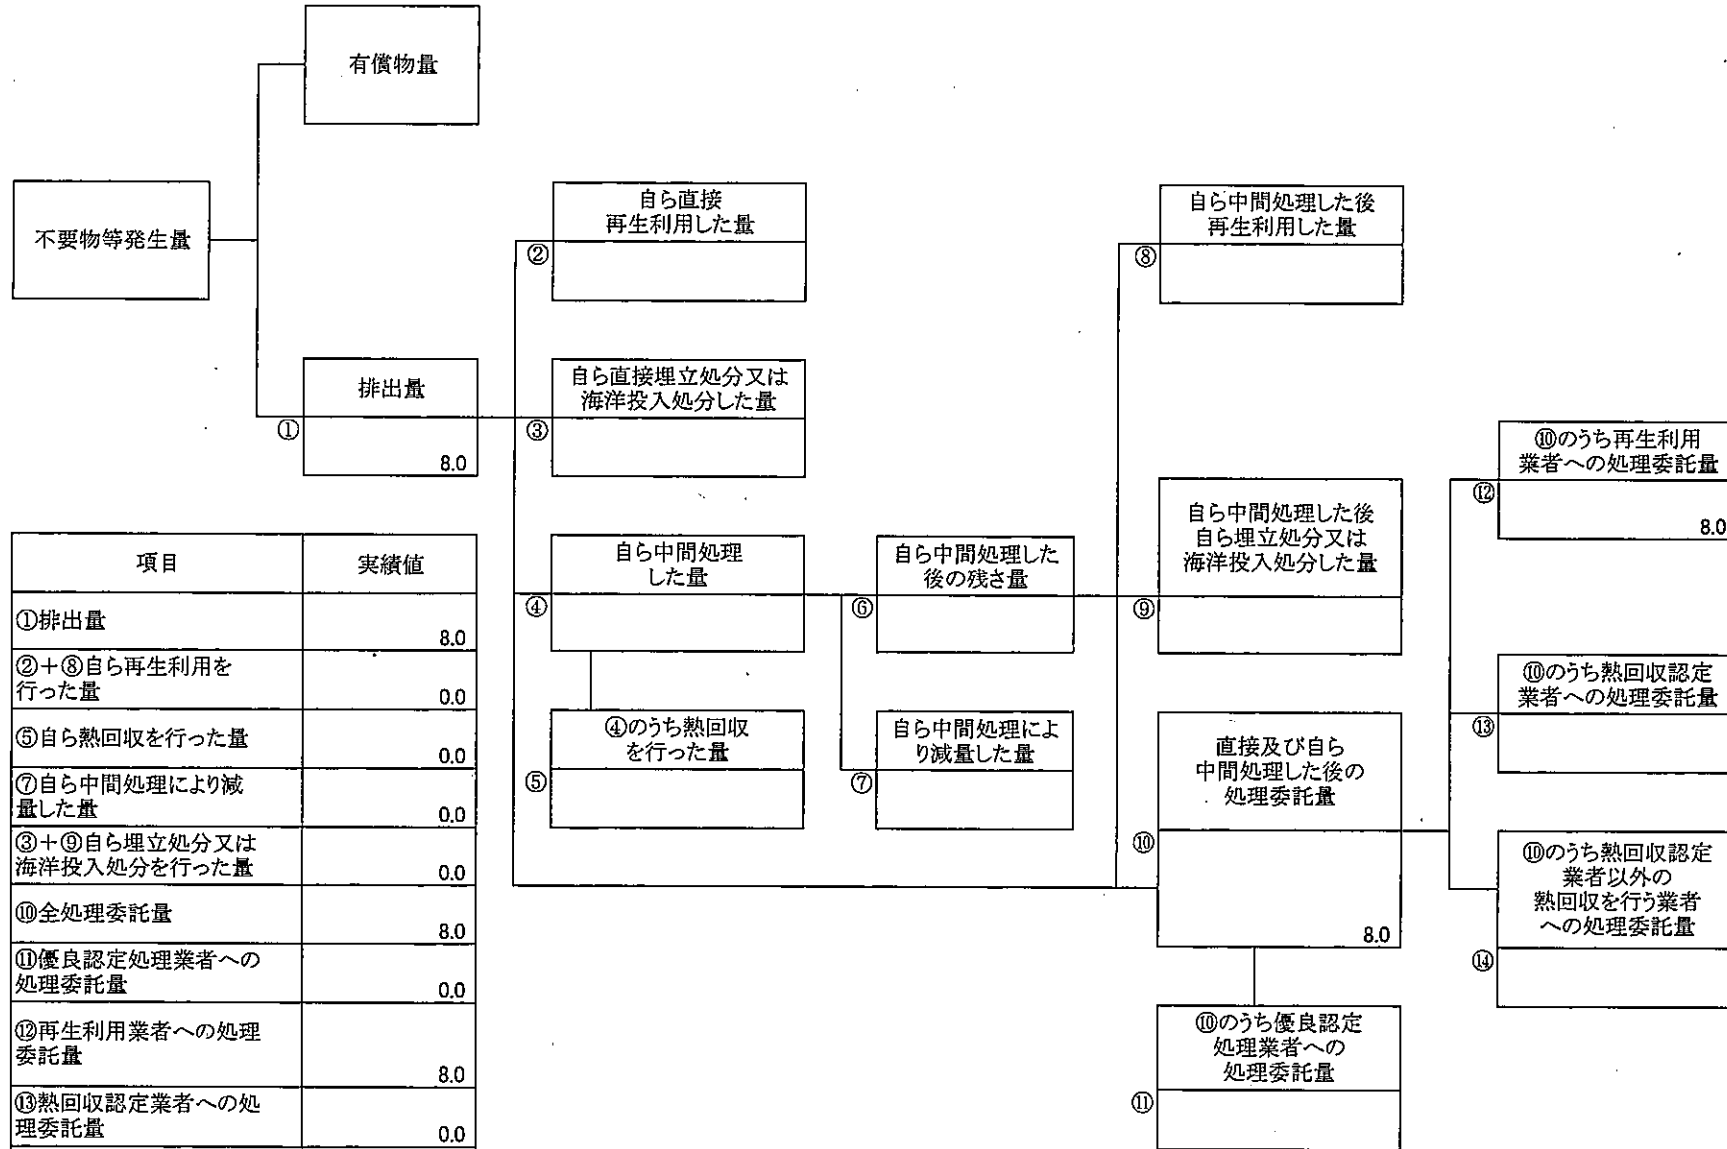 有償物量
不要物等発生量
排出量
①
8.0
自ら直接
再生利用した量
②
自ら直接埋立処分又は
海洋投入処分した量
③
自ら中間処理
した量
④
④のうち熱回収
を行った量
⑤
自ら中間処理した
後の残さ量
⑥
自ら中間処理によ
り減量した量
⑦
自ら中間処理した後
再生利用した量
⑧
自ら中間処理した後
自ら埋立処分又は
海洋投入処分した量
⑨
直接及び自ら
中間処理した後の
処理委託量
⑩
8.0
⑩のうち優良認定
処理業者への
処理委託量
⑪
⑩のうち再生利用
業者への処理委託量
⑫
8.0
⑩のうち熱回収認定
業者への処理委託量
⑬
⑩のうち熱回収認定
業者以外の
熱回収を行う業者
への処理委託量
⑭
項目 実績値
①排出量
8.0
②+⑧自ら再生利用を
行った量
0.0
⑤自ら熱回収を行った量
0.0
⑦自ら中間処理により減
量した量
0.0
③+⑨自ら埋立処分又は
海洋投入処分を行った量
0.0
⑩全処理委託量
8.0
⑪優良認定処理業者への
処理委託量
0.0
⑫再生利用業者への処理
委託量
8.0
⑬熱回収認定業者への処
理委託量
0.0